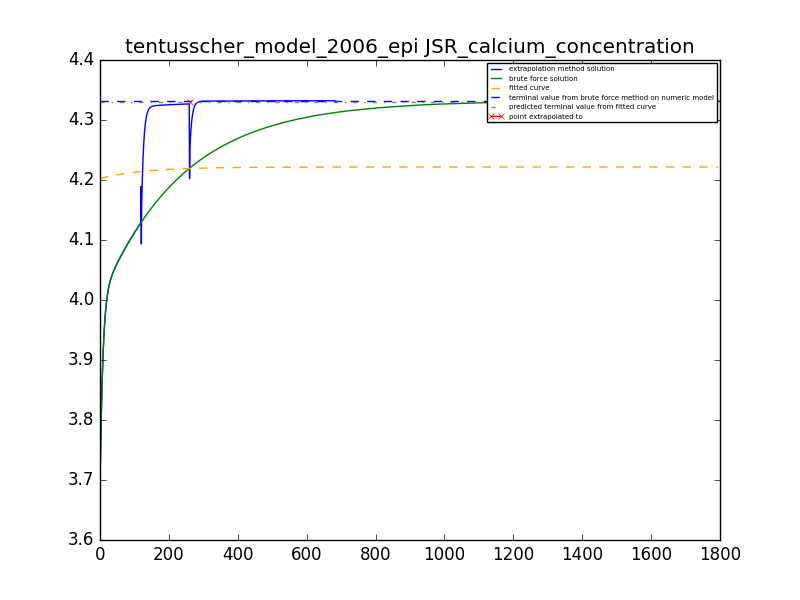 tentusscher_model_2006_epi JSR_calcium_concentration
extrapolation method solution
brute force solution
fitted curve
terminal value from brute force method on numeric model
predicted terminal value from fitted curve
point extrapolated to
4.4
4.3
4.2
4.1
4.0
3.9
3.8
3.7
3.6
0 200 400 600 800 1000 1200 1400 1600 1800